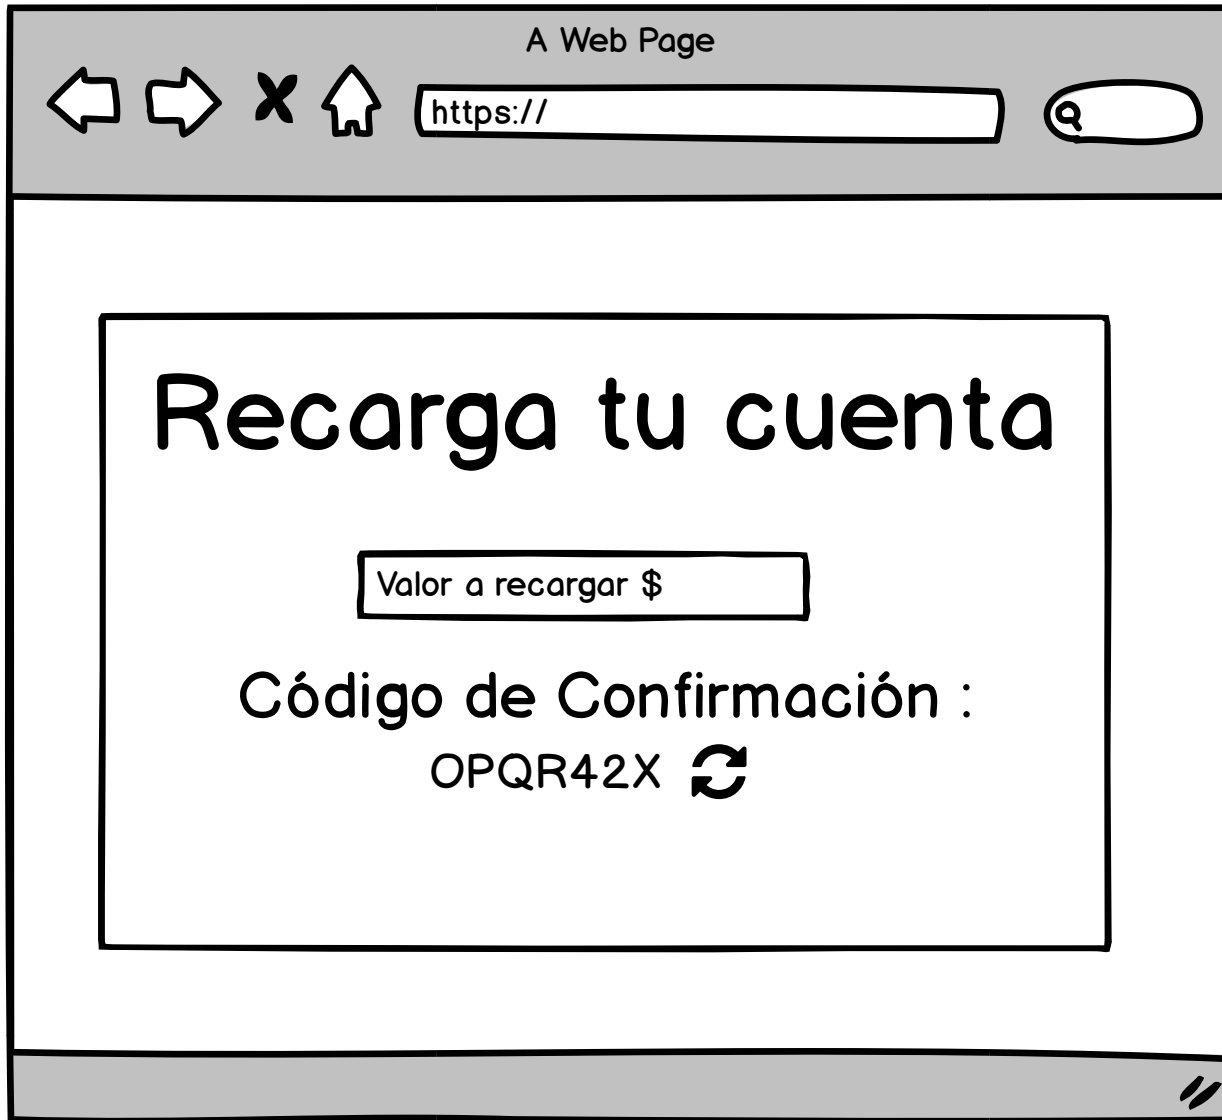 A Web Page
https://
Recarga tu cuenta
Valor a recargar $
Código de Confirmación :
OPQR42X